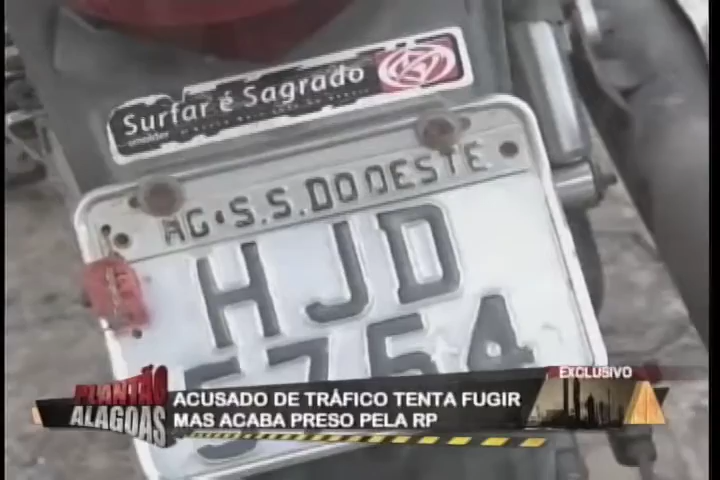 Surfar é Sagrado
MG·S.S.DO OESTE
HJD
5754
EXCLUSIVO
PLANTÃO
ALAGOAS
ACUSADO DE TRÁFICO TENTA FUGIR
MAS ACABA PRESO PELA RP